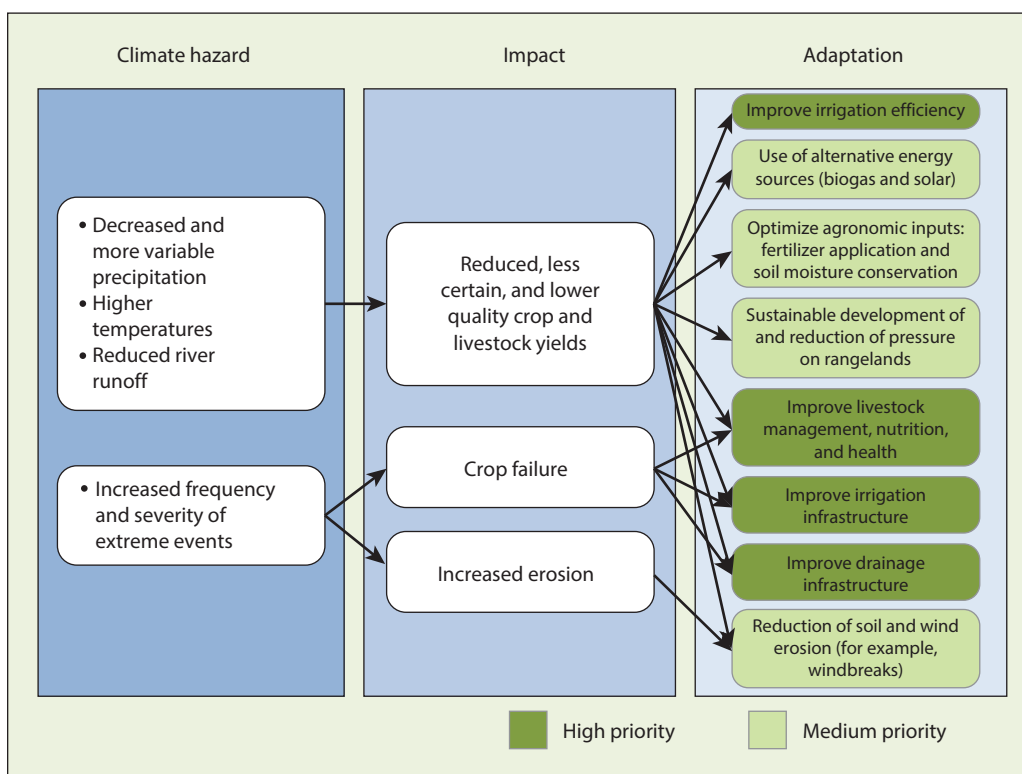 Climate hazard
Impact
Adaptation
• Decreased and
more variable
precipitation
• Higher
temperatures
• Reduced river
runoff
• Increased frequency
and severity of
extreme events
Reduced, less
certain, and lower
quality crop and
livestock yields
Crop failure
Increased erosion
Improve irrigation efficiency
Use of alternative energy
sources (biogas and solar)
Optimize agronomic inputs:
fertilizer application and
soil moisture conservation
Sustainable development of
and reduction of pressure
on rangelands
Improve livestock
management, nutrition,
and health
Improve irrigation
infrastructure
Improve drainage
infrastructure
Reduction of soil and wind
erosion (for example,
windbreaks)
High priority
Medium priority